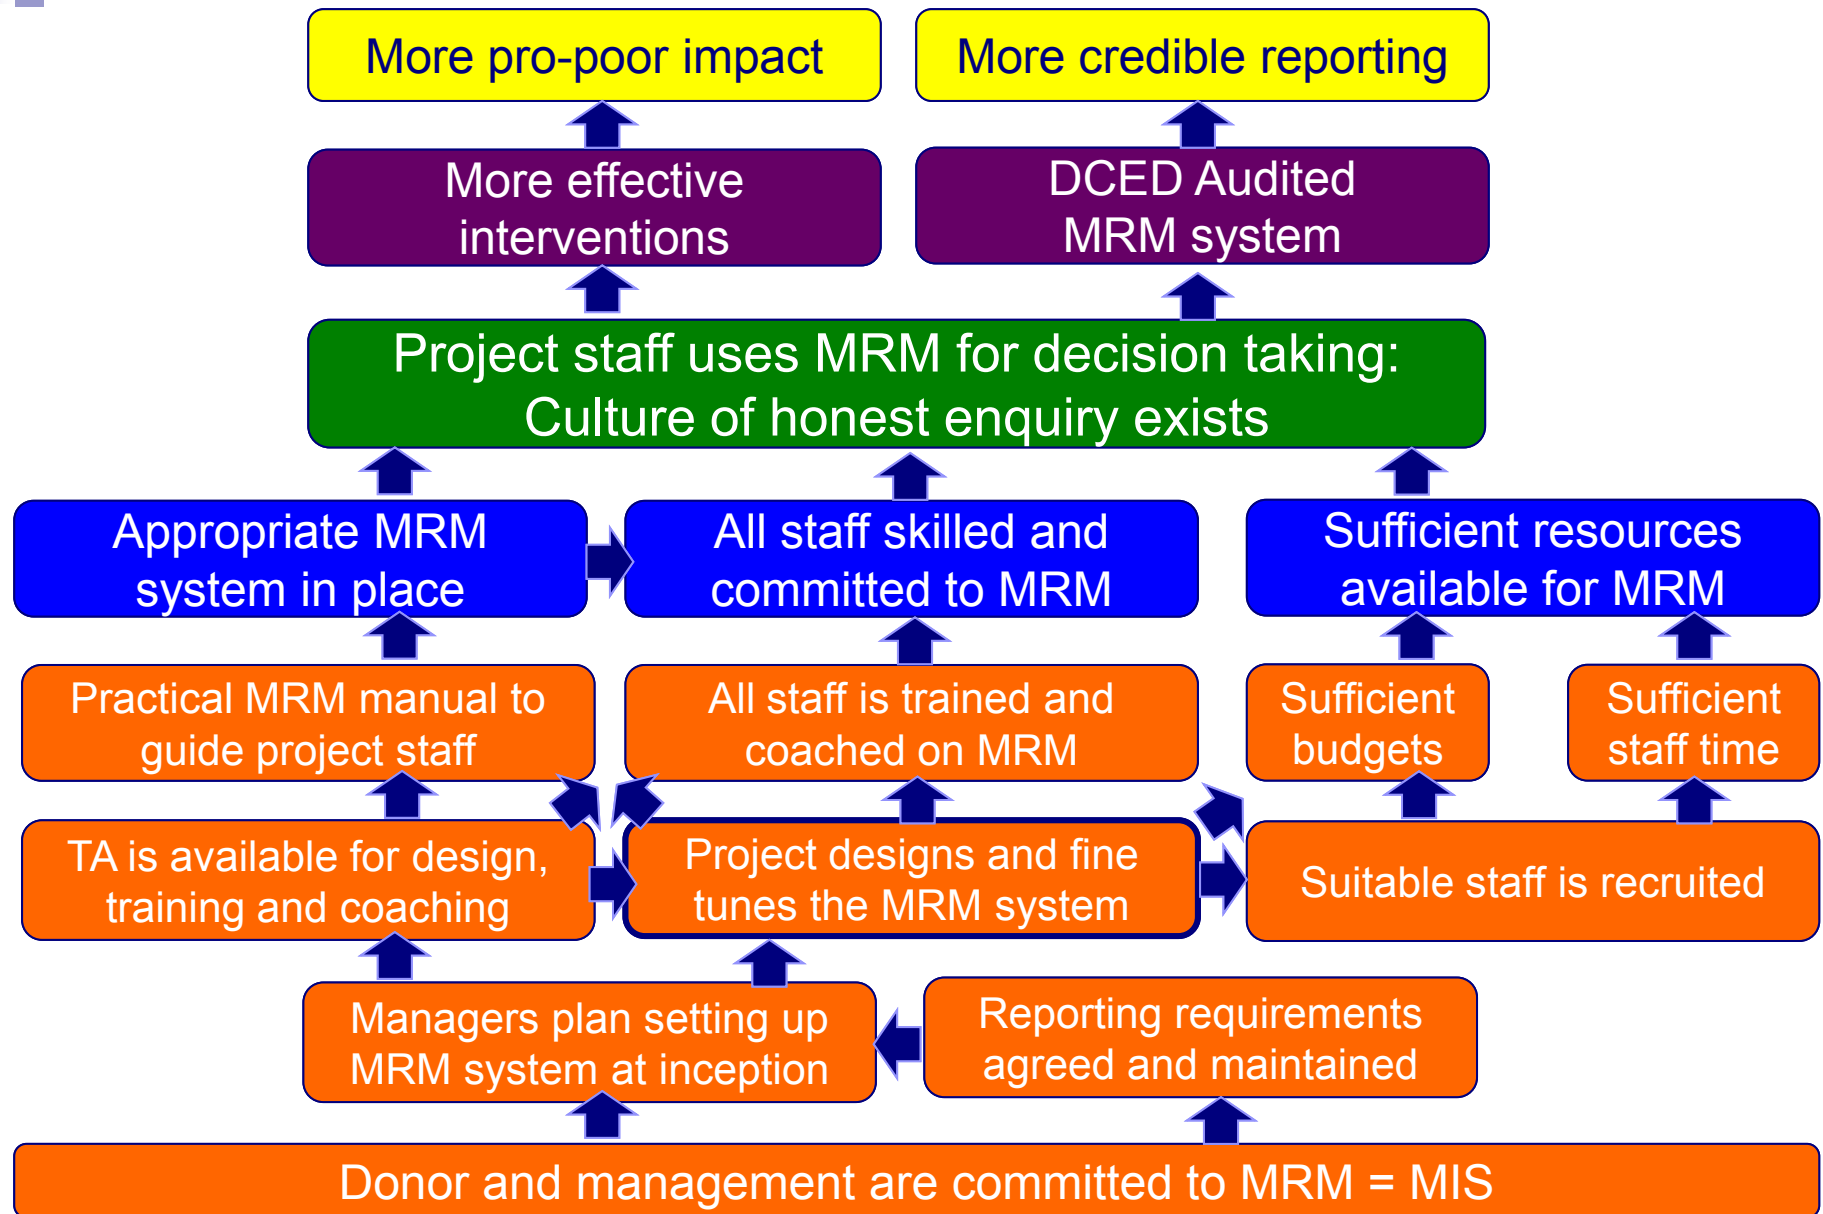 More pro-poor impact
More credible reporting
More effective
interventions
DCED Audited
MRM system
Project staff uses MRM for decision taking:
Culture of honest enquiry exists
Appropriate MRM
system in place
All staff skilled and
committed to MRM
Sufficient resources
available for MRM
Practical MRM manual to
guide project staff
All staff is trained and
coached on MRM
Sufficient
budgets
Sufficient
staff time
TA is available for design,
training and coaching
Project designs and fine
tunes the MRM system
Suitable staff is recruited
Managers plan setting up
MRM system at inception
Reporting requirements
agreed and maintained
Donor and management are committed to MRM = MIS